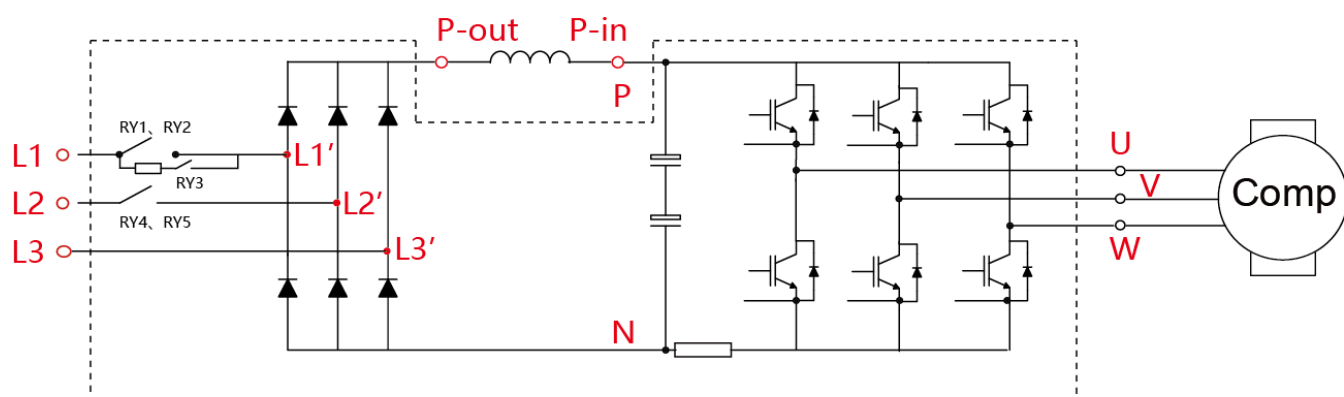 P-out
P-in
P
RY1、RY2
L1
L1’
RY3
L2
L2’
RY4、RY5
L3
L3’
N
U
V
W
Comp